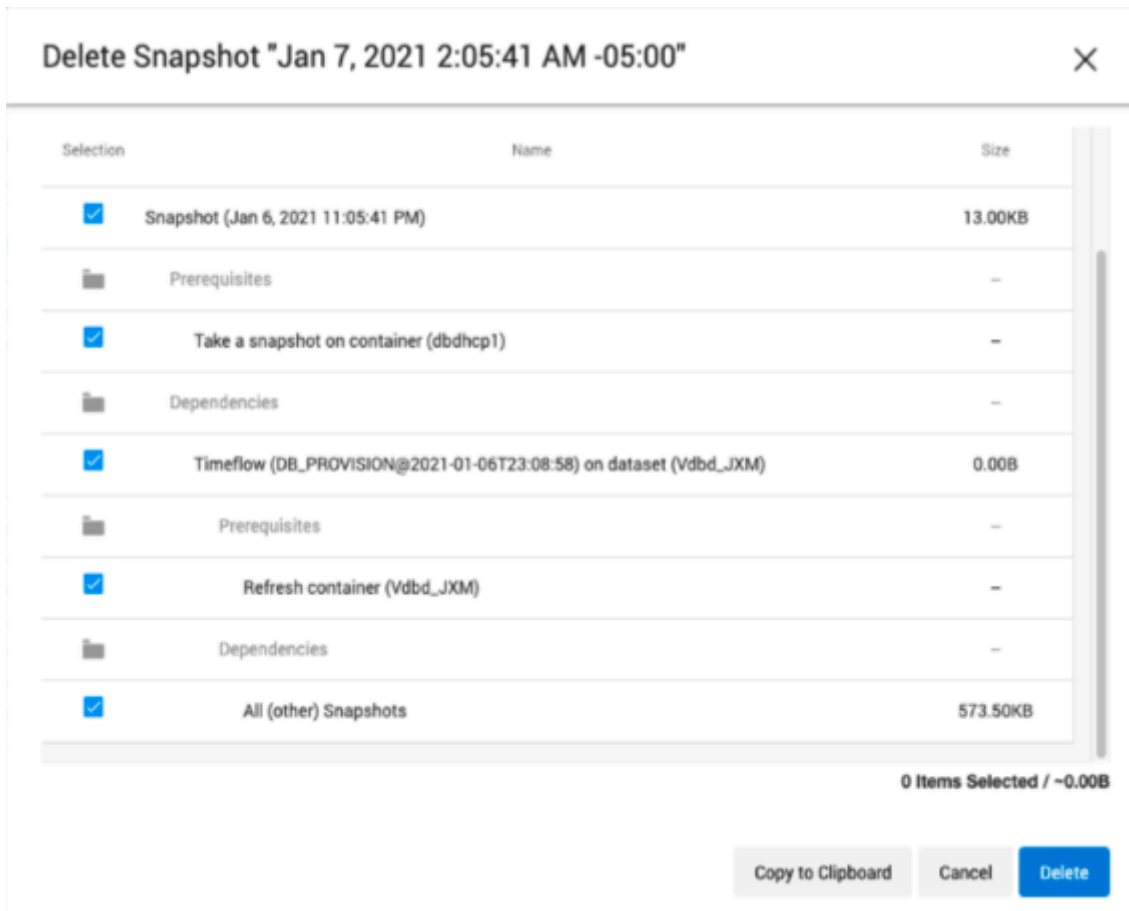 Delete Snapshot "Jan 7, 2021 2:05:41 AM -05:00"
Selection Name Size
Snapshot (Jan 6, 2021 11:05:41 PM) 13.00KB
Prerequisites –
Take a snapshot on container (dbdhcp1) –
Dependencies –
Timeflow (DB_PROVISION@2021-01-06T23:08:58) on dataset (Vdbd_JXM) 0.00B
Prerequisites –
Refresh container (Vdbd_JXM) –
Dependencies –
All (other) Snapshots 573.50KB
0 Items Selected / ~0.00B
Copy to Clipboard Cancel Delete